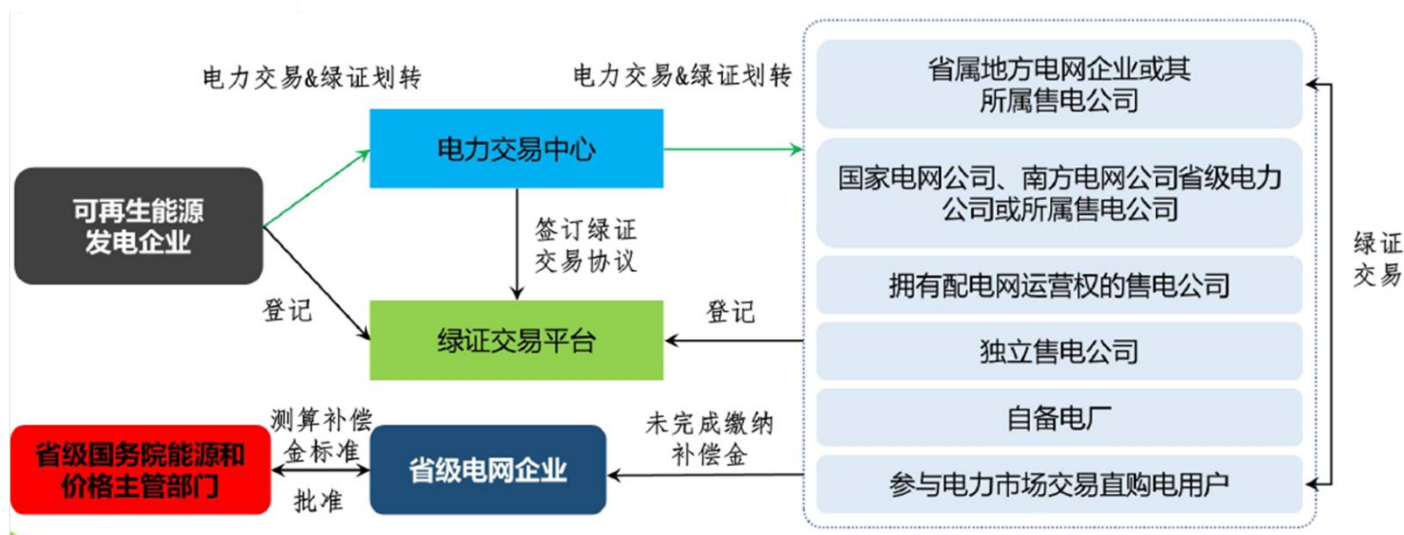 电力交易&绿证划转
电力交易&绿证划转
省属地方电网企业或其
所属售电公司
电力交易中心
国家电网公司、南方电网公司省级电力
公司或所属售电公司
可再生能源
发电企业
签订绿证
交易协议
绿证
交易
拥有配电网运营权的售电公司
登记
登记
绿证交易平台
独立售电公司
自备电厂
测算补偿
金标准
未完成缴纳
补偿金
省级国务院能源和
价格主管部门
省级电网企业
批准
参与电力市场交易直购电用户